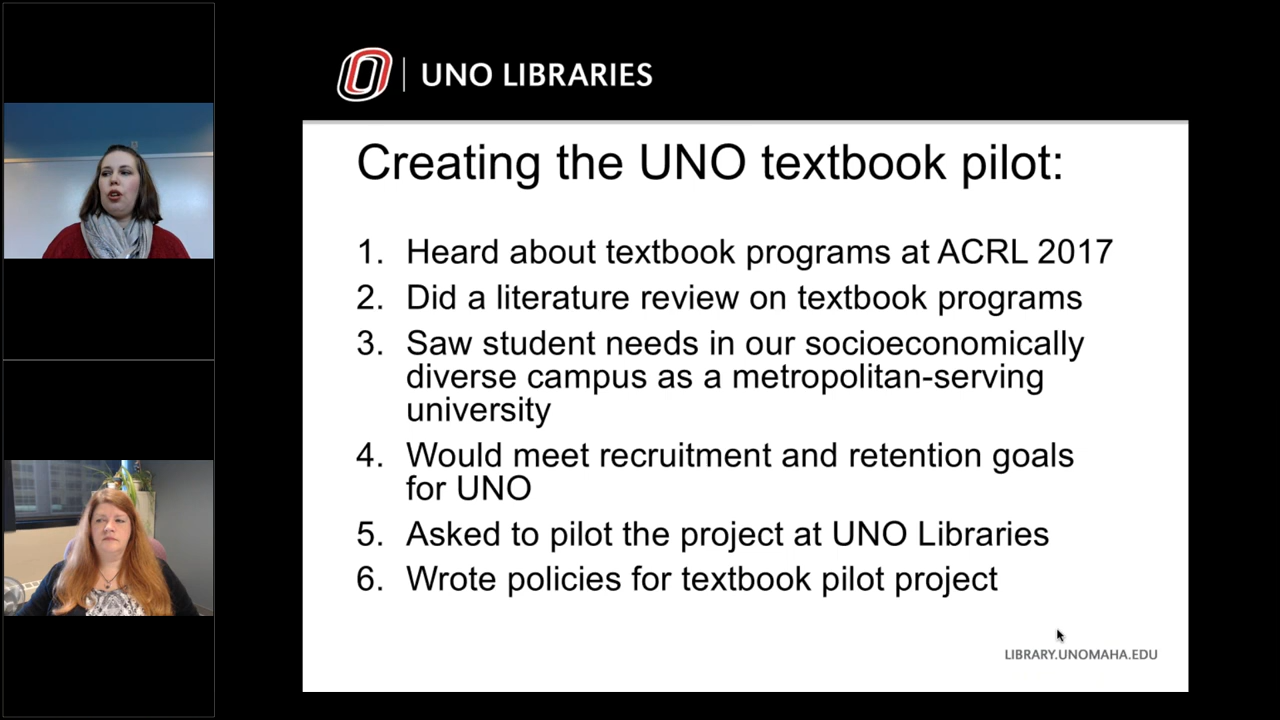 UNO LIBRARIES
Creating the UNO textbook pilot:
1. Heard about textbook programs at ACRL 2017
2. Did a literature review on textbook programs
3. Saw student needs in our socioeconomically
diverse campus as a metropolitan-serving
university
4. Would meet recruitment and retention goals
for UNO
5. Asked to pilot the project at UNO Libraries
6. Wrote policies for textbook pilot project
LIBRARY.UNOMAHA.EDU